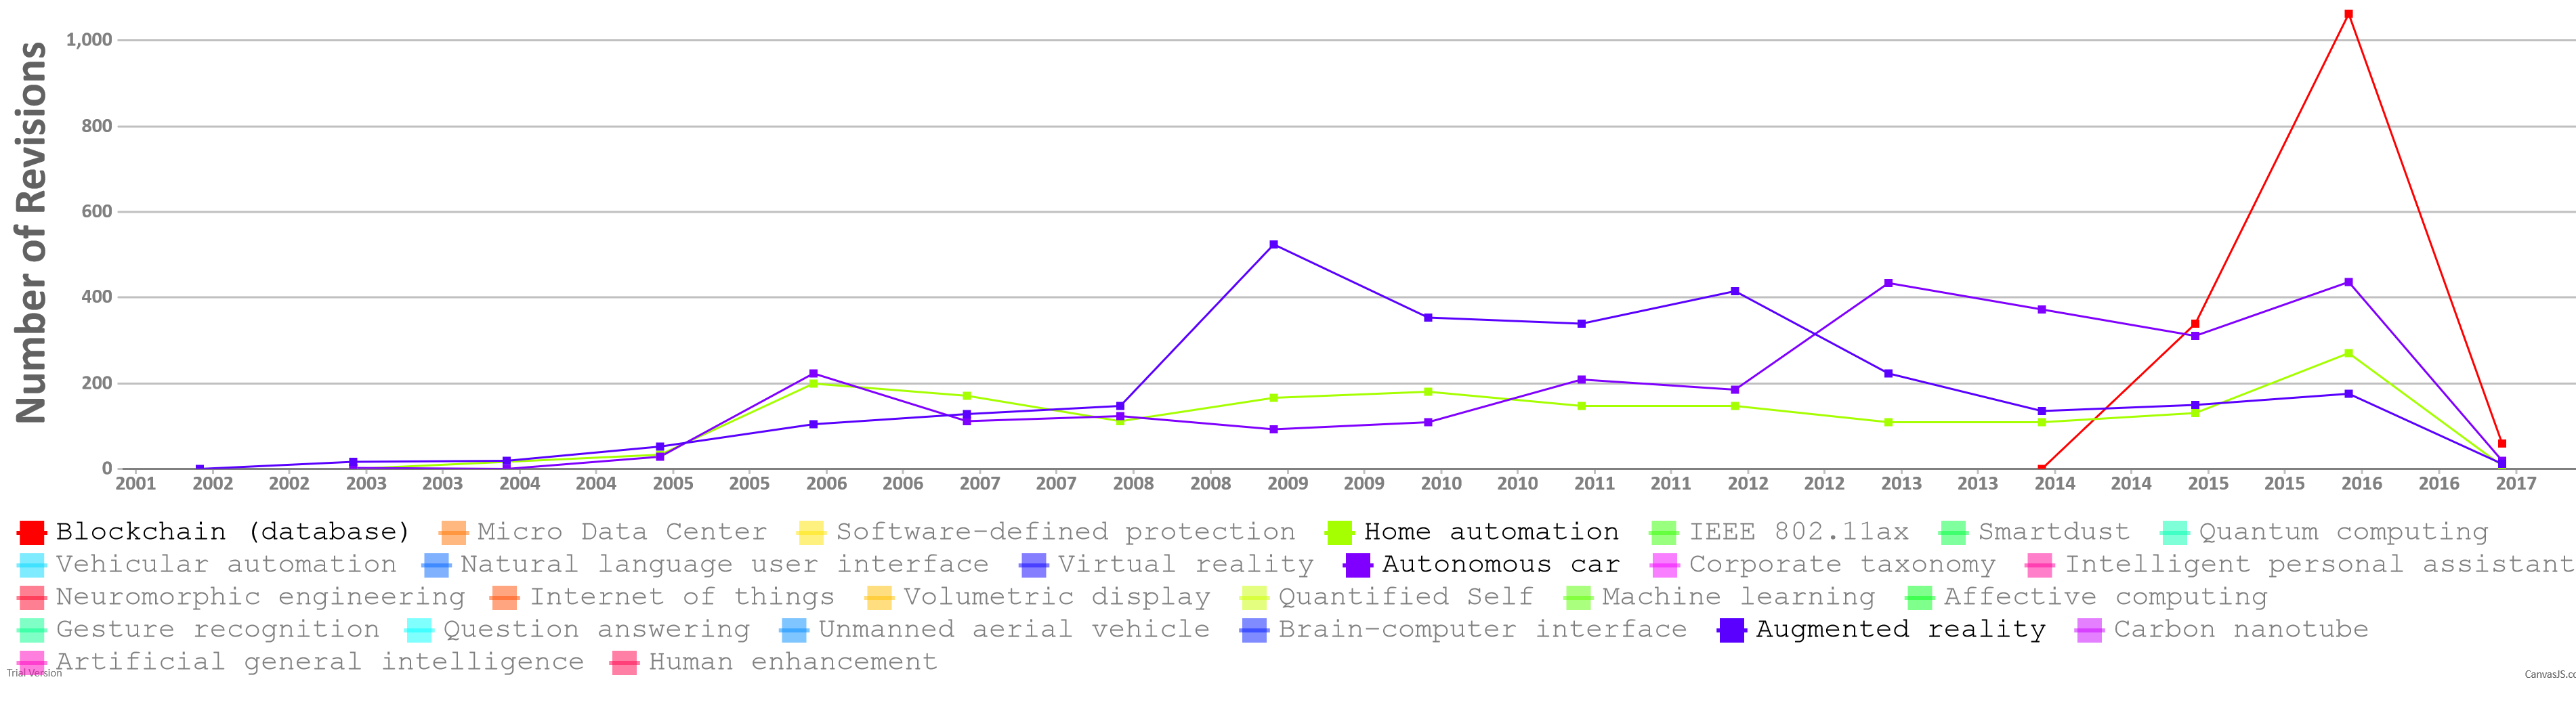 Number of Revisions
1,000
800
600
400
200
0
2001 2002 2002 2003 2003 2004 2004 2005 2005 2006 2006 2007 2007 2008 2008 2009 2009 2010 2010 2011 2011 2012 2012 2013 2013 2014 2014 2015 2015 2016 2016 2017
Blockchain (database) Micro Data Center Software-defined protection Home automation IEEE 802.11ax Smartdust Quantum computing
Vehicular automation Natural language user interface Virtual reality Autonomous car Corporate taxonomy Intelligent personal assistant
Neuromorphic engineering Internet of things Volumetric display Quantified Self Machine learning Affective computing
Gesture recognition Question answering Unmanned aerial vehicle Brain-computer interface Augmented reality Carbon nanotube
Artificial general intelligence Human enhancement
Trial Version
CanvasJS.co